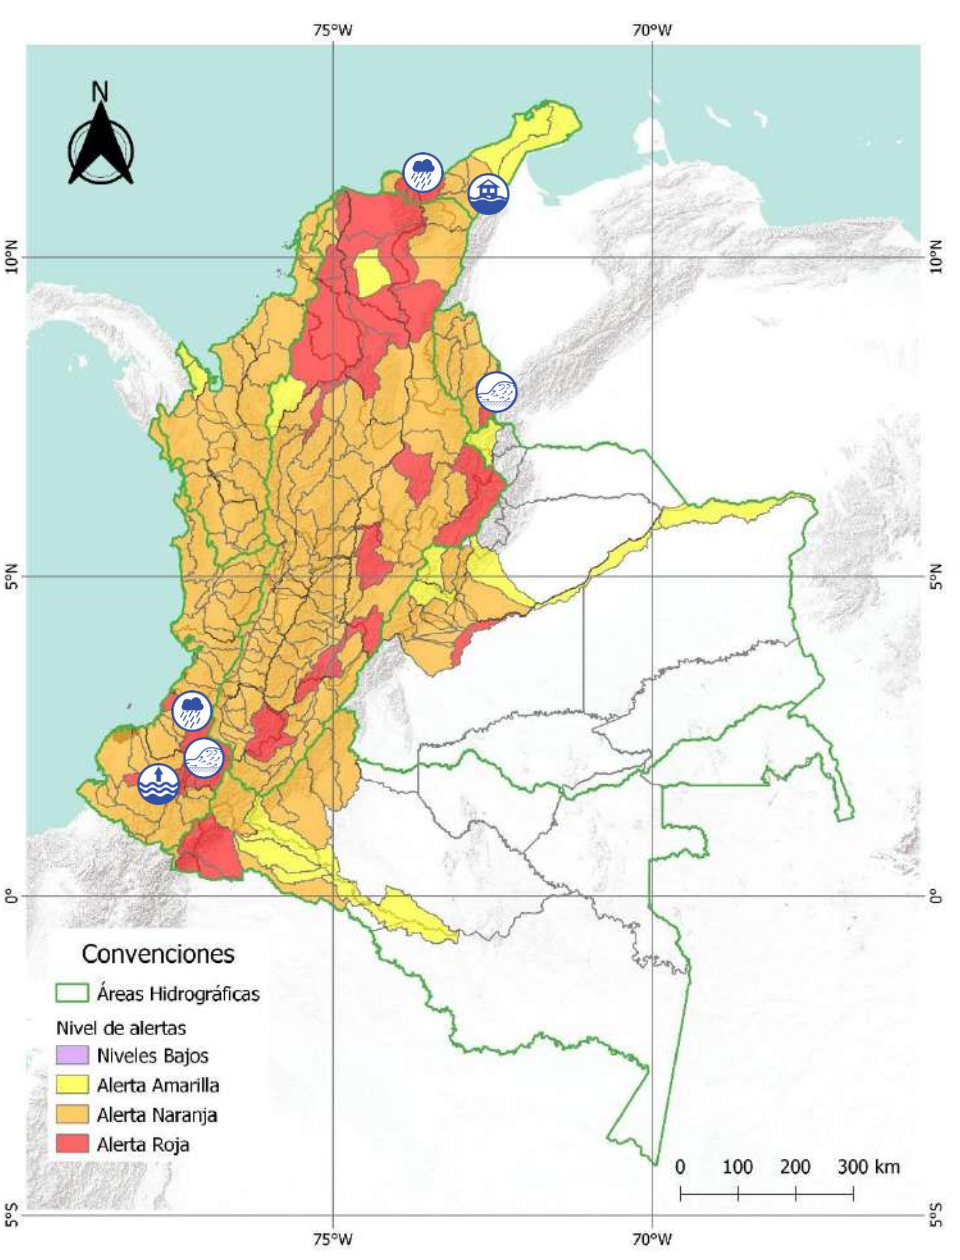 75°W 70°W
N
10°N 10°N
5°N 5°N
0° 0°
Convenciones
Áreas Hidrográficas
Nivel de alertas
Niveles Bajos
Alerta Amarilla
Alerta Naranja
Alerta Roja
0 100 200 300 km
5°S 5°S
75°W 70°W